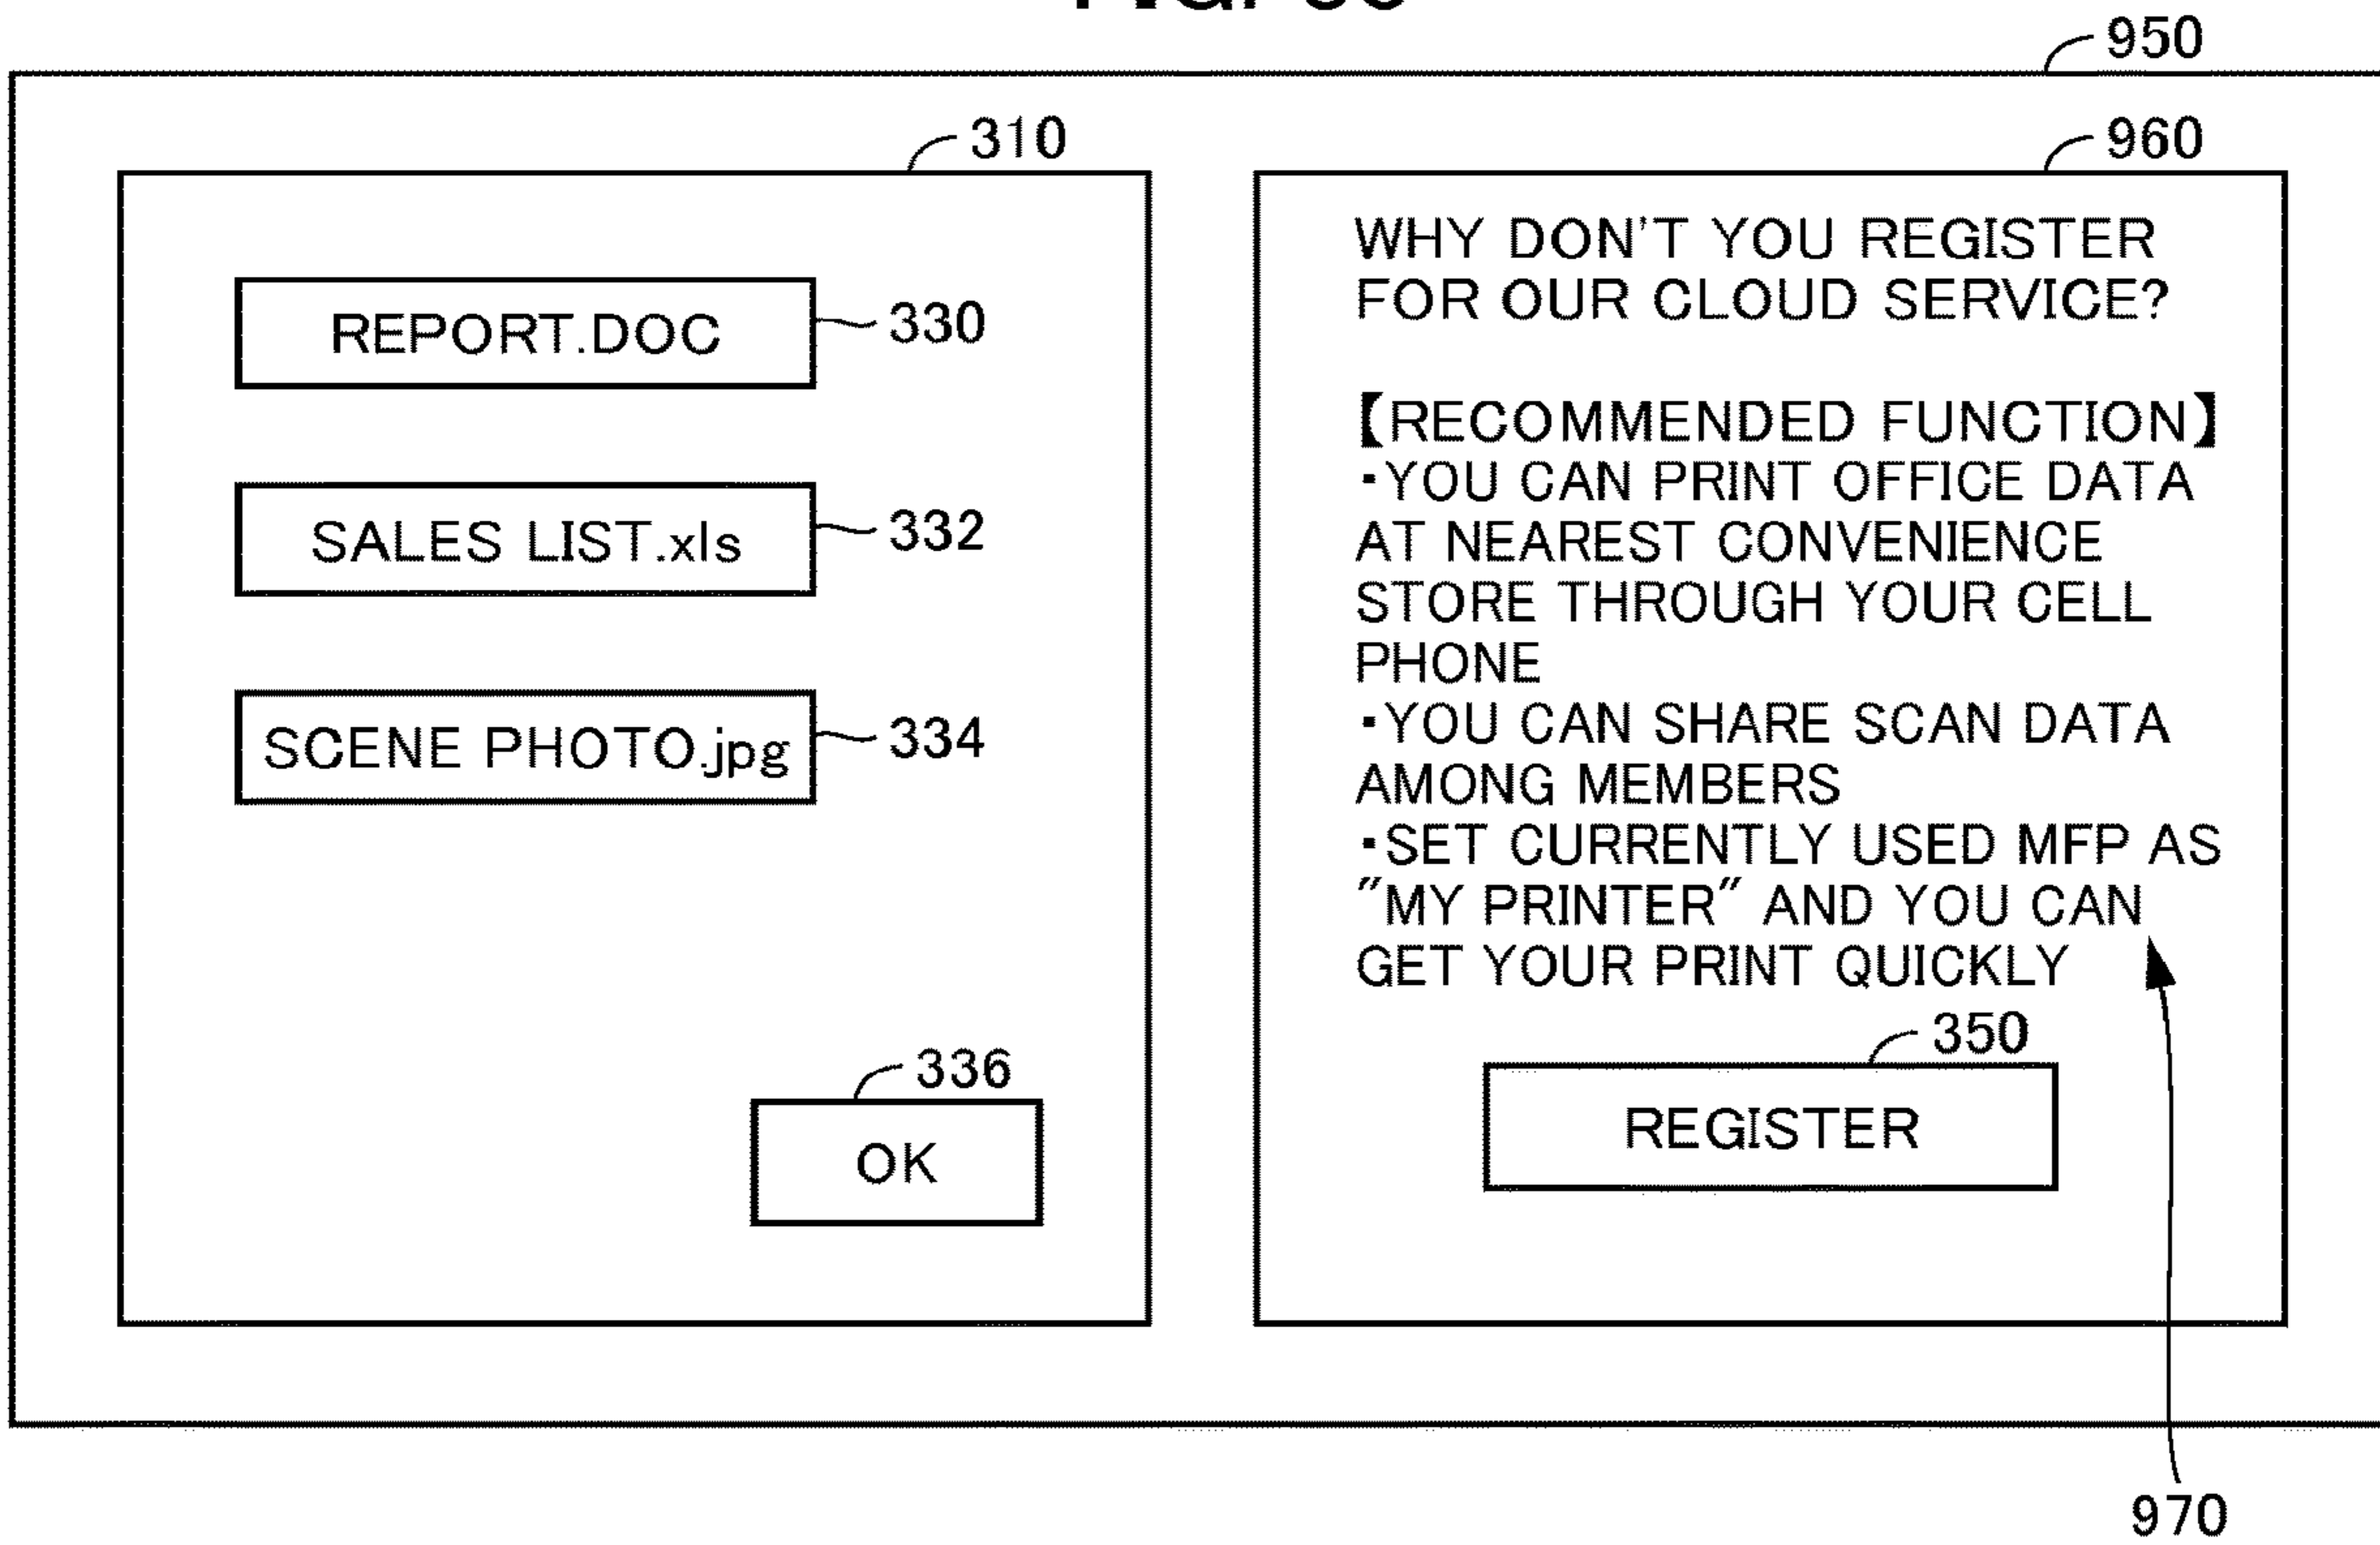 950
310
960
REPORT.DOC
330
SALES LIST.xls
332
SCENE PHOTO.jpg
334
336
OK
WHY DON'T YOU REGISTER
FOR OUR CLOUD SERVICE?
【RECOMMENDED FUNCTION】
・YOU CAN PRINT OFFICE DATA
AT NEAREST CONVENIENCE
STORE THROUGH YOUR CELL
PHONE
・YOU CAN SHARE SCAN DATA
AMONG MEMBERS
・SET CURRENTLY USED MFP AS
"MY PRINTER" AND YOU CAN
GET YOUR PRINT QUICKLY
350
REGISTER
970